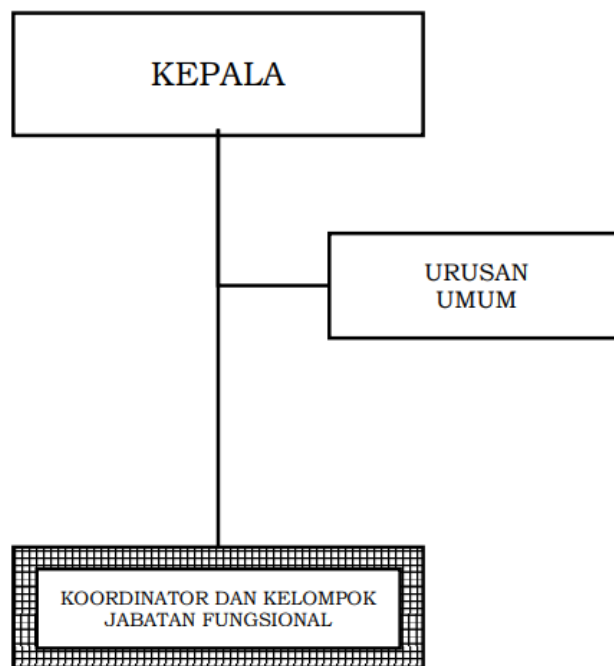 KEPALA
URUSAN
UMUM
KOORDINATOR DAN KELOMPOK
JABATAN FUNGSIONAL